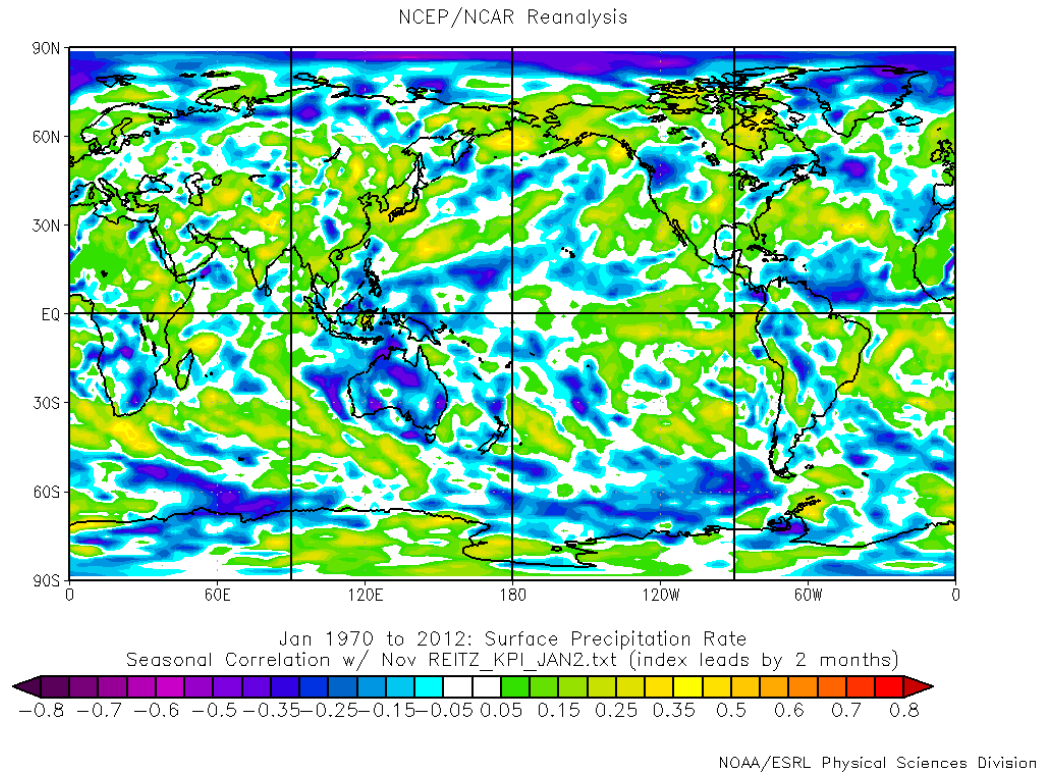 NCEP/NCAR Reanalysis
90N
60N
30N
EQ
30S
60S
90S
0 60E 120E 180 120W 60W 0
Jan 1970 to 2012: Surface Precipitation Rate
Seasonal Correlation w/ Nov REITZ_KPI_JAN2.txt (index leads by 2 months)
-0.8 -0.7 -0.6 -0.5 -0.35 -0.25 -0.15 -0.05 0.05 0.15 0.25 0.35 0.5 0.6 0.7 0.8
NOAA/ESRL Physical Sciences Division